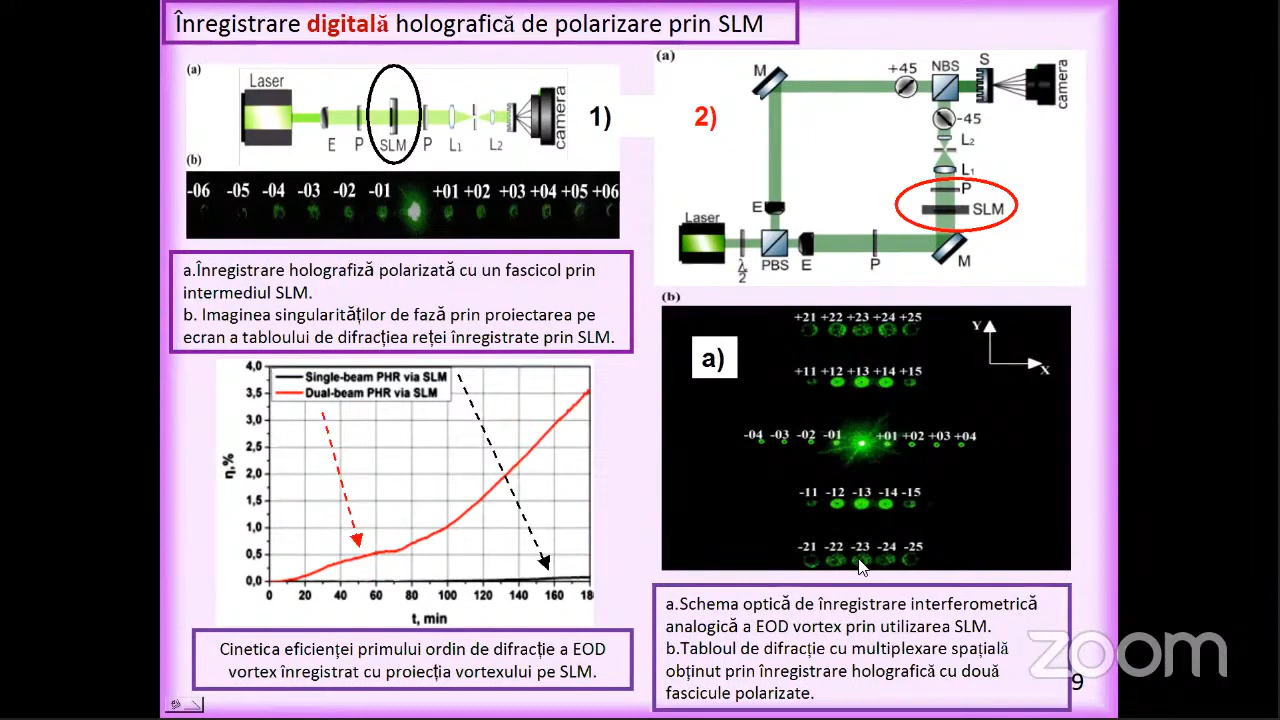 Înregistrare digitală holografică de polarizare prin SLM
(a)
Laser
E P SLM P L₁ L₂
camera
1)
(b)
-06 -05 -04 -03 -02 -01 +01 +02 +03 +04 +05 +06
a.Înregistrare holografiză polarizată cu un fascicol prin
intermediul SLM.
b. Imaginea singularităților de fază prin proiectarea pe
ecran a tabloului de difracțiea reței înregistrate prin SLM.
4,0
3,5
3,0
2,5
2,0
1,5
1,0
0,5
0,0
η,%
Single-beam PHR via SLM
Dual-beam PHR via SLM
0 20 40 60 80 100 120 140 160 18
t, min
Cinetica eficienței primului ordin de difracție a EOD
vortex înregistrat cu proiecția vortexului pe SLM.
(a)
2)
M
+45
NBS
S
camera
-45
L₂
L₁
P
SLM
E
Laser
λ/2
PBS
E
P
M
(b)
a)
+21 +22 +23 +24 +25
Y
X
+11 +12 +13 +14 +15
-04 -03 -02 -01 +01 +02 +03 +04
-11 -12 -13 -14 -15
-21 -22 -23 -24 -25
a.Schema optică de înregistrare interferometrică
analogică a EOD vortex prin utilizarea SLM.
b.Tabloul de difracție cu multiplexare spațială
obținut prin înregistrare holografică cu două
fascicule polarizate.
zoom
9